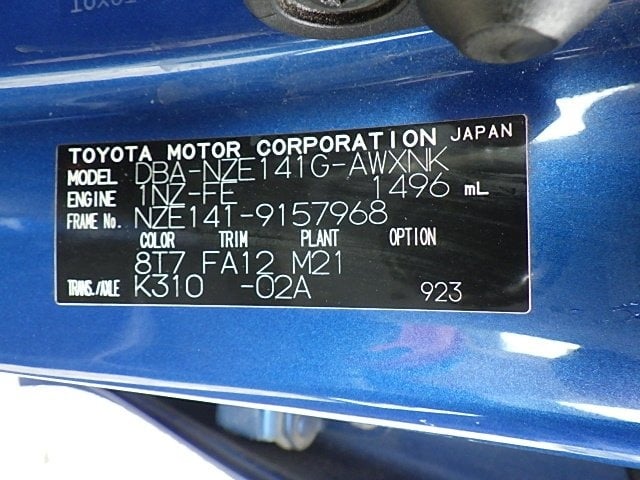 TOYOTA MOTOR CORPORATION JAPAN
MODEL DBA-NZE141G-AWXNK
ENGINE 1NZ-FE 1496 mL
FRAME No. NZE141-9157968
COLOR TRIM PLANT OPTION
8T7 FA12 M21
TRANS./AXLE K310 -02A 923